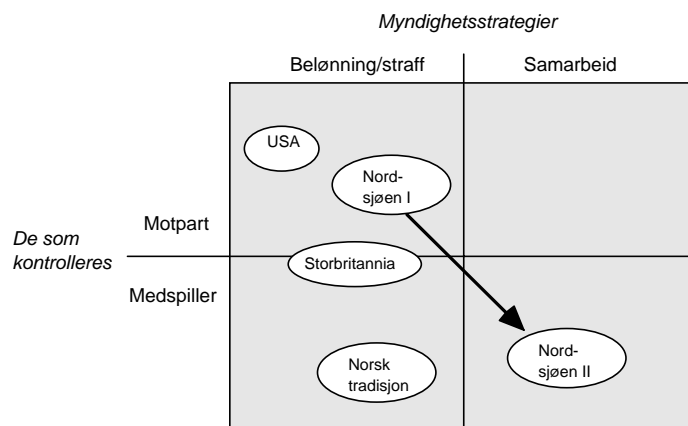 Myndighetsstrategier
Belønning/straff
Samarbeid
USA
Nord-
sjøen I
Motpart
De som
kontrolleres
Storbritannia
Medspiller
Norsk
tradisjon
Nord-
sjøen II